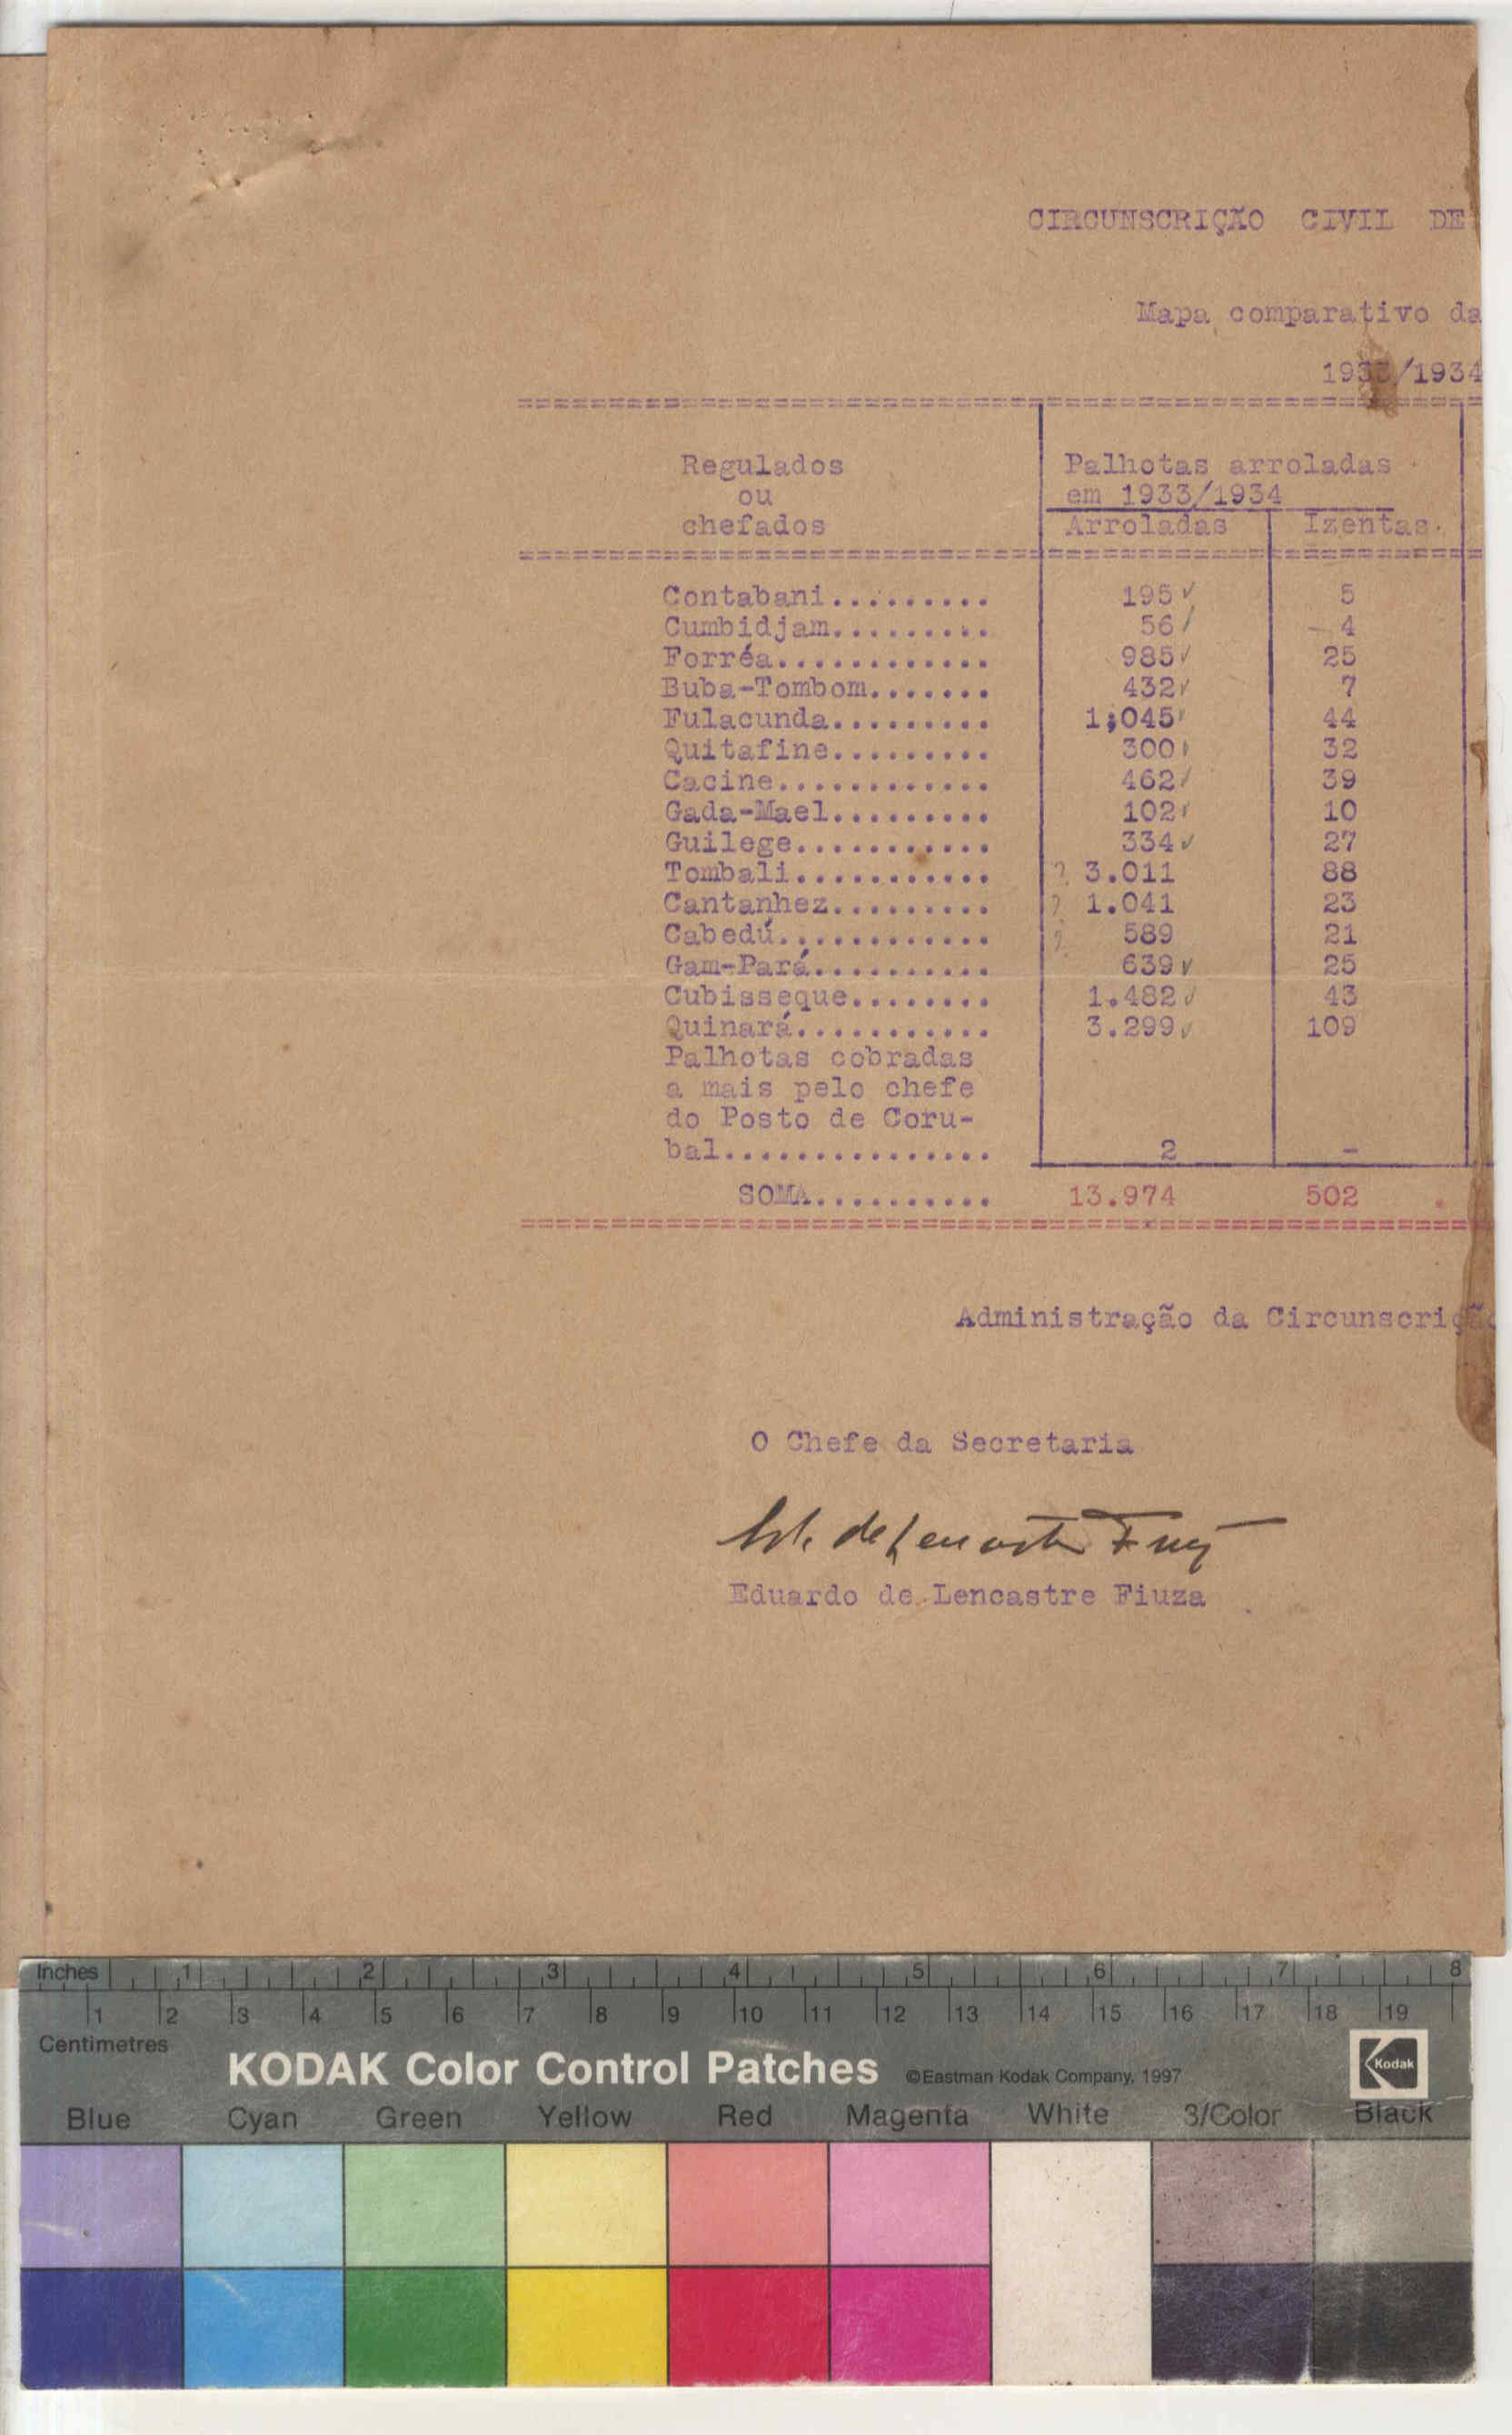 CIRCUNSCRIÇÃO CIVIL DE
Mapa comparativo da
1933/1934
Regulados
ou
chefados
Palhotas arroladas
em 1933/1934
Arroladas Izentas.
Contabani......... 195 ✓ 5
Cumbidjam......... 56 / - 4
Forréa............ 985 ✓ 25
Buba-Tombom....... 432 ✓ 7
Fulacunda......... 1;045 44
Quitafine......... 300 32
Cacine............ 462 ✓ 39
Gada-Mael......... 102 10
Guilege........... 334 ✓ 27
Tombali........... ? 3.011 88
Cantanhez......... ? 1.041 23
Cabedú............ ? 589 21
Gam-Pará.......... 639 ✓ 25
Cubisseque........ 1.482 ✓ 43
Quinará........... 3.299 ✓ 109
Palhotas cobradas
a mais pelo chefe
do Posto de Coru-
bal............... 2 -
SOMA.......... 13.974 502
Administração da Circunscrição
O Chefe da Secretaria
Eduardo de Lencastre Fiuza
Inches 1 2 3 4 5 6 7 8
1 2 3 4 5 6 7 8 9 10 11 12 13 14 15 16 17 18 19
Centimetres
KODAK Color Control Patches ©Eastman Kodak Company, 1997 Kodak
Blue Cyan Green Yellow Red Magenta White 3/Color Black